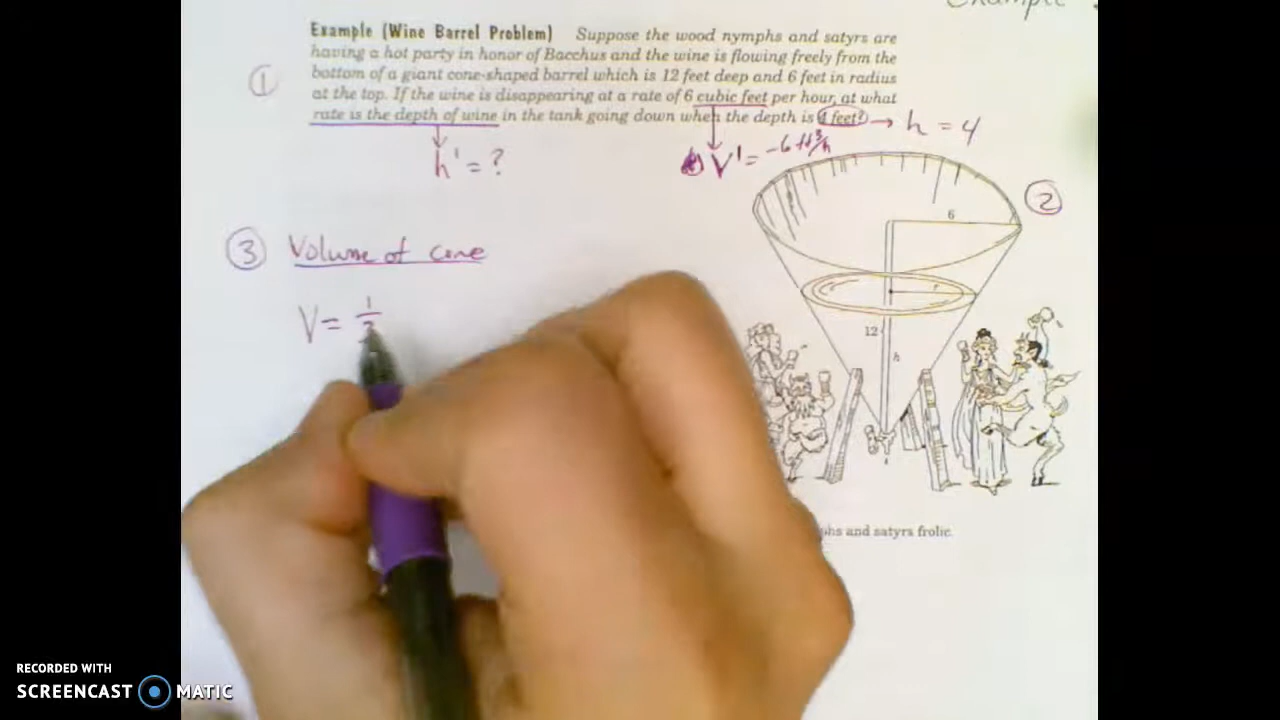 Example
Example (Wine Barrel Problem) Suppose the wood nymphs and satyrs are
having a hot party in honor of Bacchus and the wine is flowing freely from the
bottom of a giant cone-shaped barrel which is 12 feet deep and 6 feet in radius
at the top. If the wine is disappearing at a rate of 6 cubic feet per hour, at what
rate is the depth of wine in the tank going down when the depth is 4 feet? → h = 4
①
h' = ?
V' = -6 ft³/h
②
6
r
12
h
③ Volume of cone
V = 1/3
phs and satyrs frolic.
RECORDED WITH
SCREENCAST MATIC